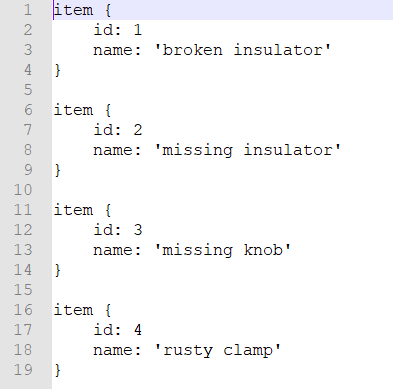 1 item {
2     id: 1
3     name: 'broken insulator'
4 }
5
6 item {
7     id: 2
8     name: 'missing insulator'
9 }
10
11 item {
12     id: 3
13     name: 'missing knob'
14 }
15
16 item {
17     id: 4
18     name: 'rusty clamp'
19 }